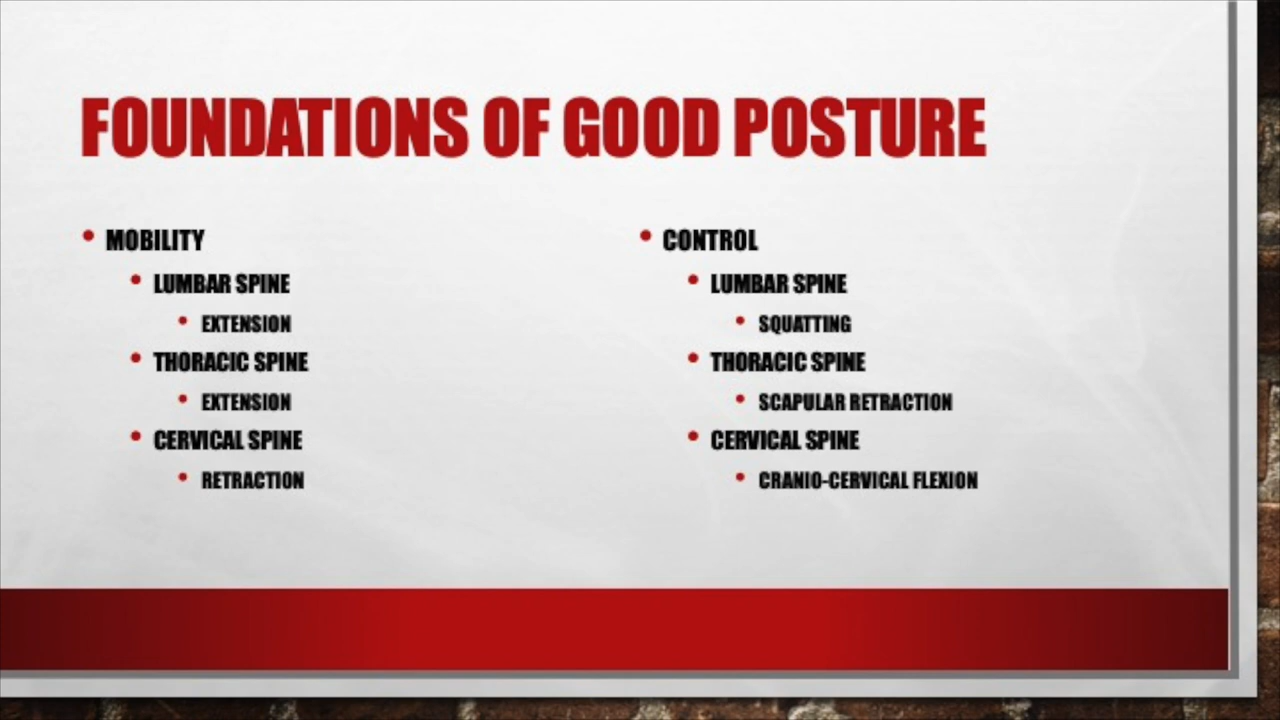 FOUNDATIONS OF GOOD POSTURE
• MOBILITY
• LUMBAR SPINE
• EXTENSION
• THORACIC SPINE
• EXTENSION
• CERVICAL SPINE
• RETRACTION
• CONTROL
• LUMBAR SPINE
• SQUATTING
• THORACIC SPINE
• SCAPULAR RETRACTION
• CERVICAL SPINE
• CRANIO-CERVICAL FLEXION